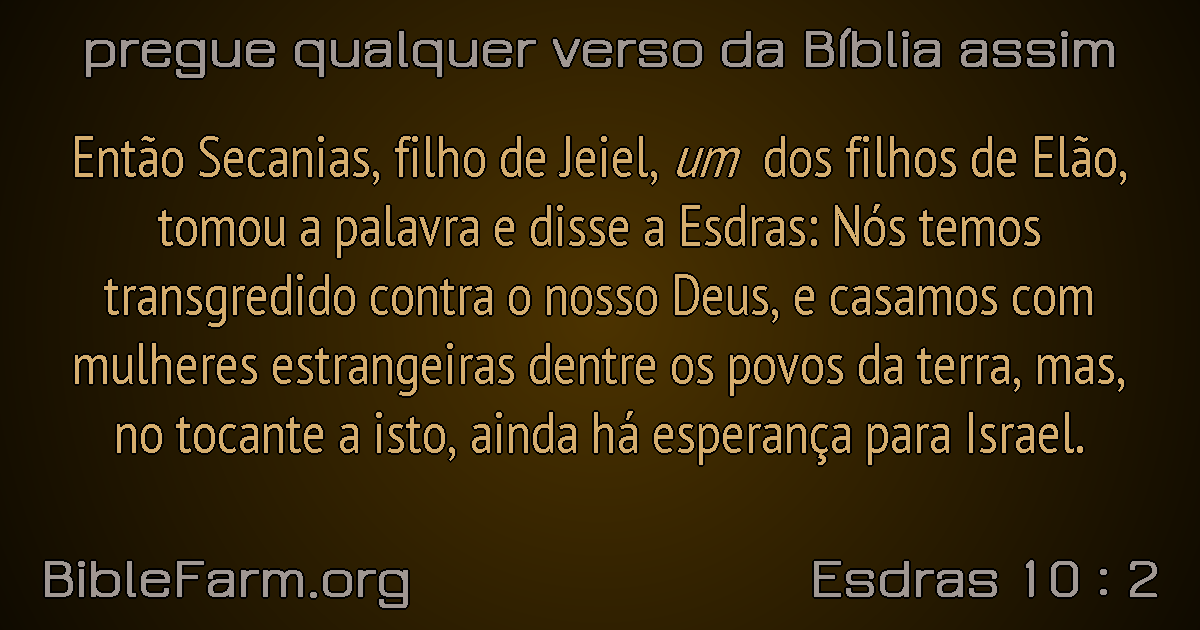 pregue qualquer verso da Bíblia assim
Então Secanias, filho de Jeiel, um dos filhos de Elão,
tomou a palavra e disse a Esdras: Nós temos
transgredido contra o nosso Deus, e casamos com
mulheres estrangeiras dentre os povos da terra, mas,
no tocante a isto, ainda há esperança para Israel.
BibleFarm.org
Esdras 10 : 2